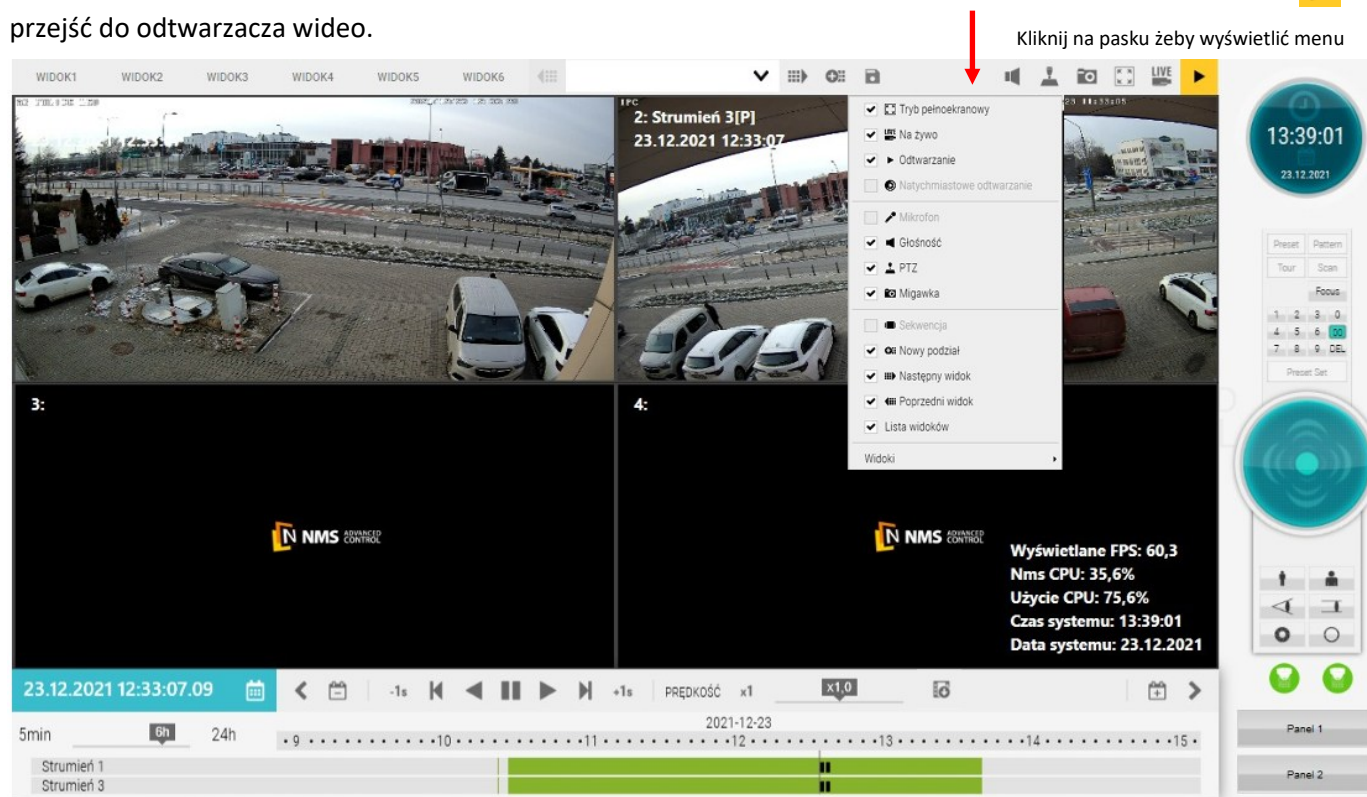 przejść do odtwarzacza wideo.
Kliknij na pasku żeby wyświetlić menu
WIDOK1 WIDOK2 WIDOK3 WIDOK4 WIDOK5 WIDOK6 LIVE
IPC
2: Strumień 3[P]
23.12.2021 12:33:07
Tryb pełnoekranowy
Na żywo
Odtwarzanie
Natychmiastowe odtwarzanie
Mikrofon
Głośność
PTZ
Migawka
Sekwencja
Nowy podział
Następny widok
Poprzedni widok
Lista widoków
Widoki
13:39:01
23.12.2021
Preset Pattern
Tour Scan
Focus
1 2 3 0
4 5 6 GO
7 8 9 DEL
Preset Set
3:
4:
N NMS ADVANCED CONTROL
N NMS ADVANCED CONTROL
Wyświetlane FPS: 60,3
Nms CPU: 35,6%
Użycie CPU: 75,6%
Czas systemu: 13:39:01
Data systemu: 23.12.2021
23.12.2021 12:33:07.09 -1s +1s PRĘDKOŚĆ x1 x1,0
2021-12-23
5min 6h 24h 9 10 11 12 13 14 15
Strumień 1
Strumień 3
Panel 1
Panel 2